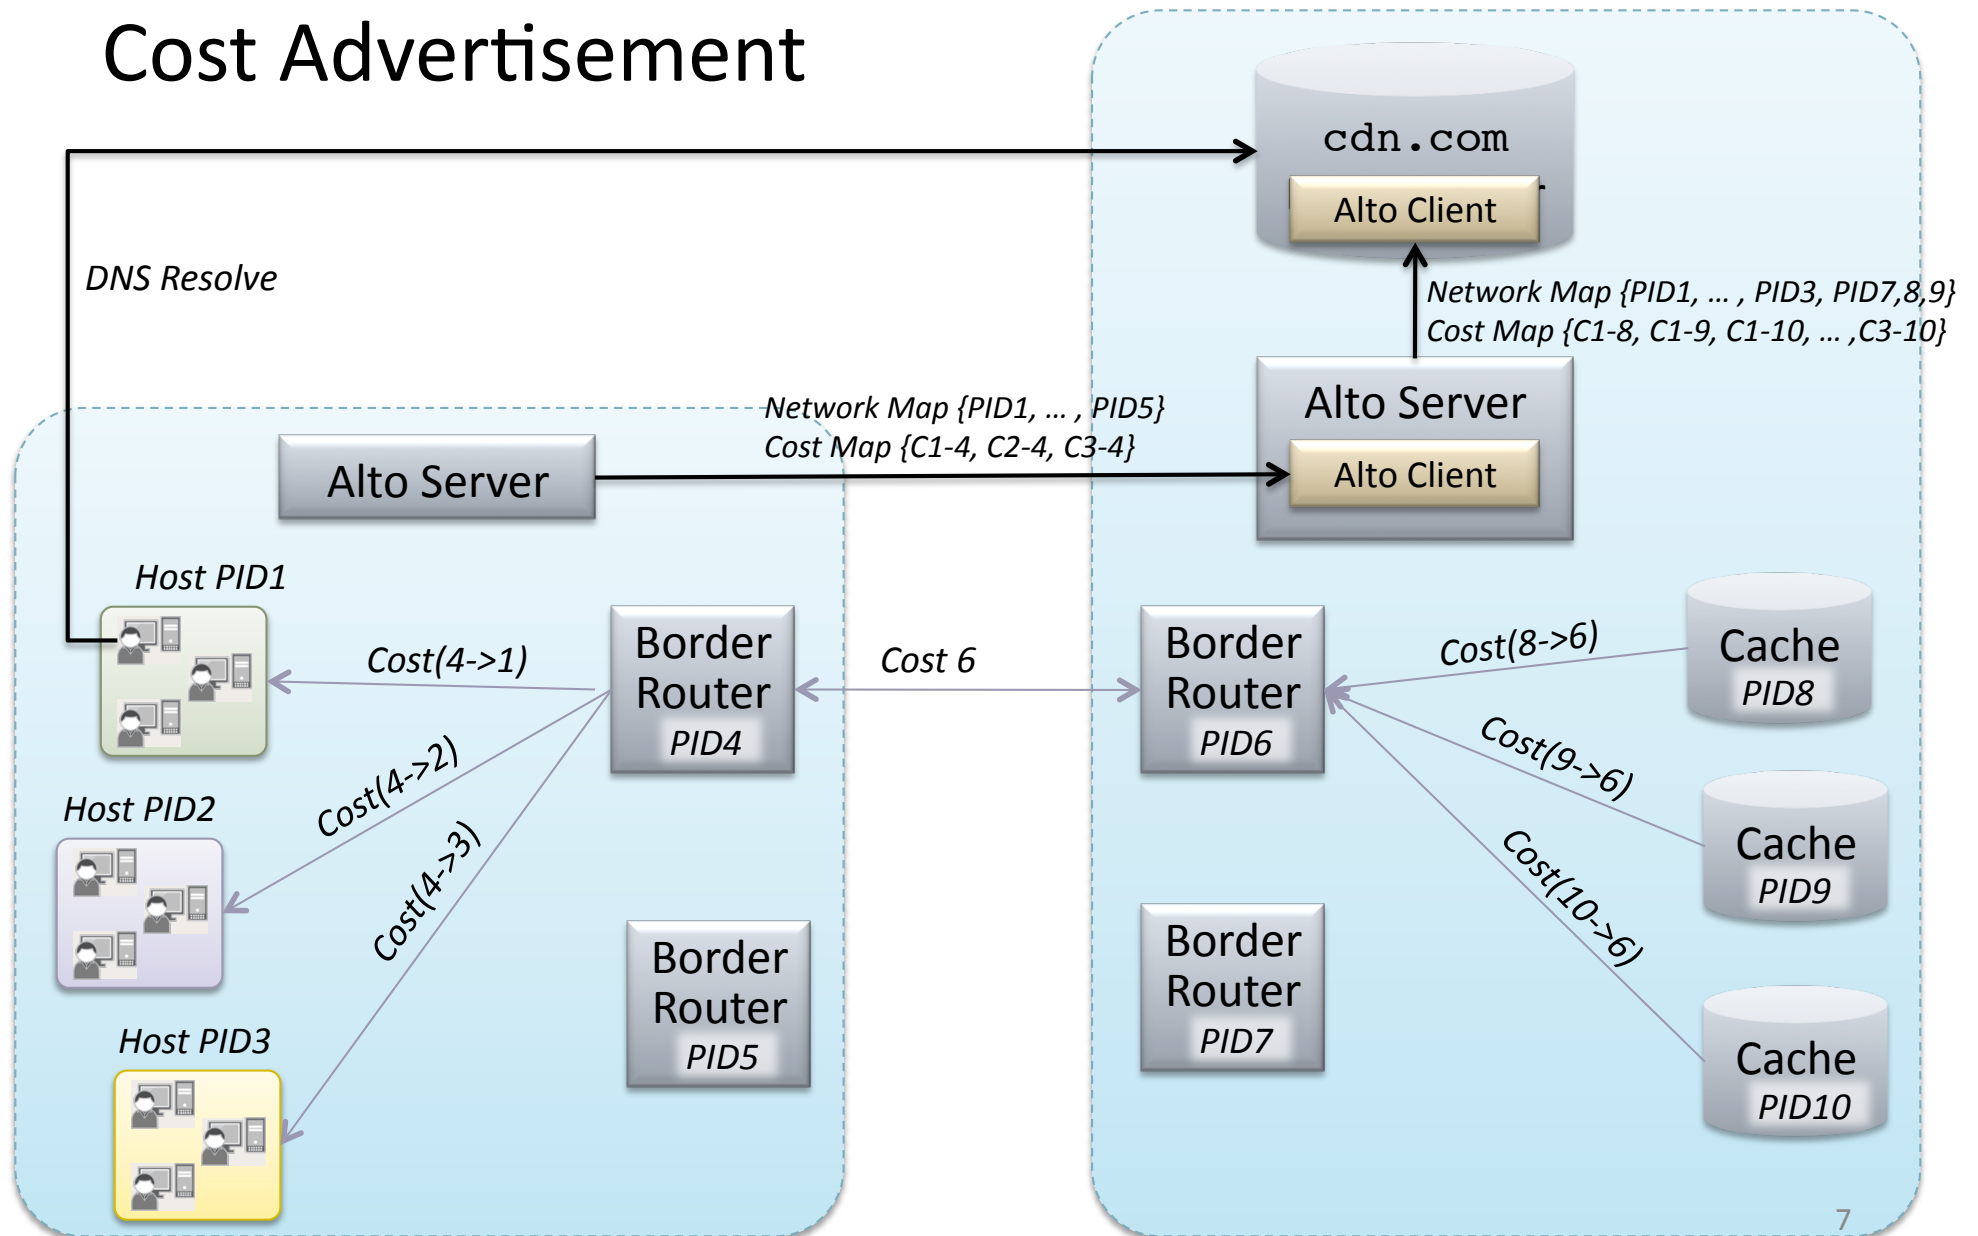 Cost Advertisement
cdn.com
Alto Client
DNS Resolve
Network Map {PID1, ... , PID3, PID7,8,9}
Cost Map {C1-8, C1-9, C1-10, ... ,C3-10}
Network Map {PID1, ... , PID5}
Cost Map {C1-4, C2-4, C3-4}
Alto Server
Alto Client
Alto Server
Host PID1
Cost(4->1)
Border
Router
PID4
Cost 6
Border
Router
PID6
Cost(8->6)
Cache
PID8
Cost(4->2)
Cost(9->6)
Host PID2
Cost(4->3)
Cost(10->6)
Cache
PID9
Border
Router
PID5
Border
Router
PID7
Host PID3
Cache
PID10
7